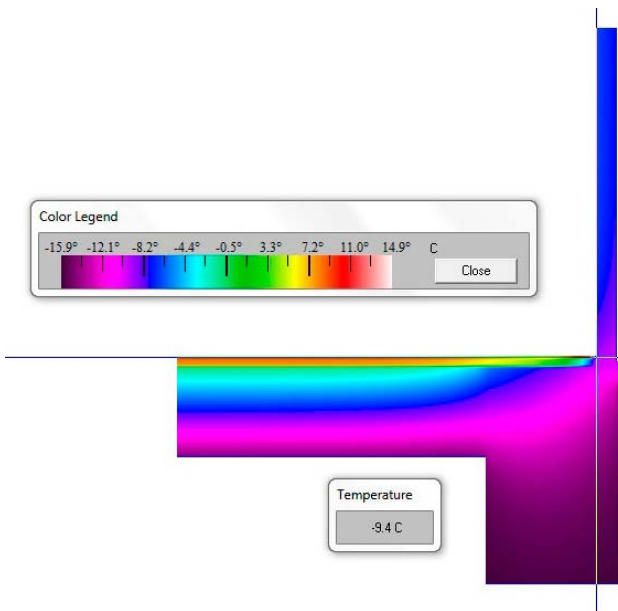 Color Legend
-15.9° -12.1° -8.2° -4.4° -0.5° 3.3° 7.2° 11.0° 14.9° C
Close
Temperature
-9.4 C